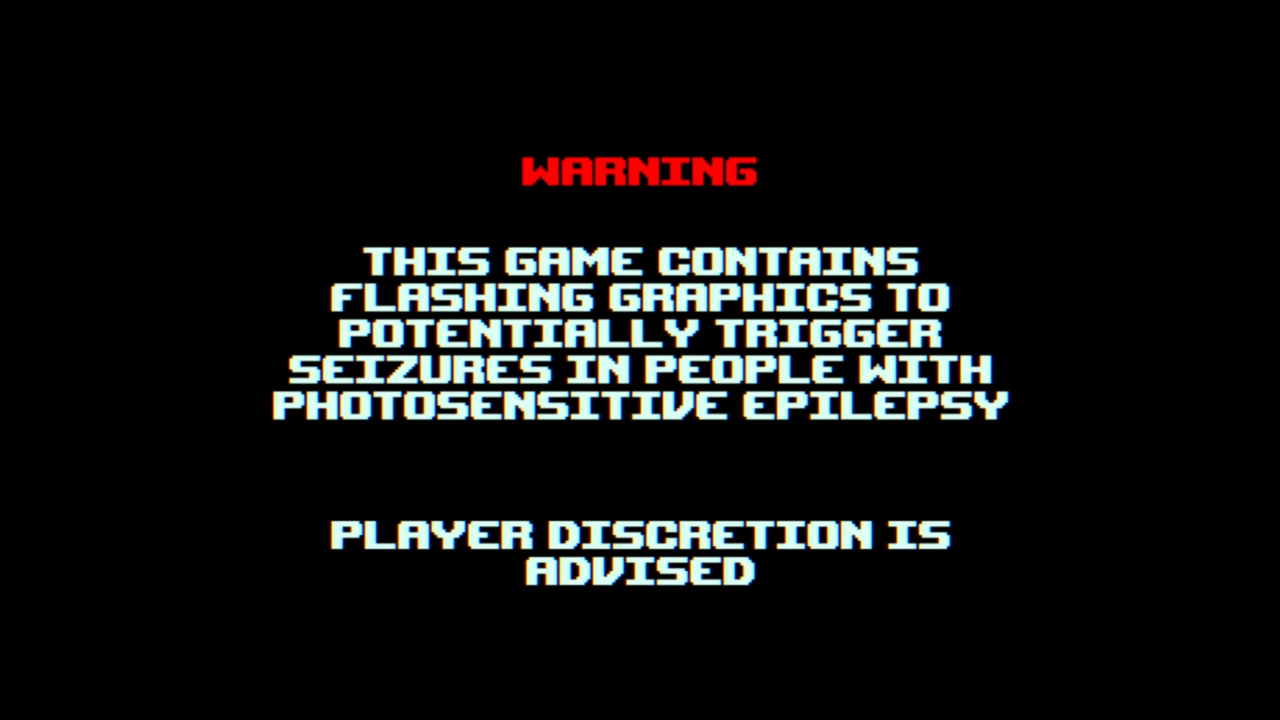 WARNING
THIS GAME CONTAINS
FLASHING GRAPHICS TO
POTENTIALLY TRIGGER
SEIZURES IN PEOPLE WITH
PHOTOSENSITIVE EPILEPSY
PLAYER DISCRETION IS
ADVISED